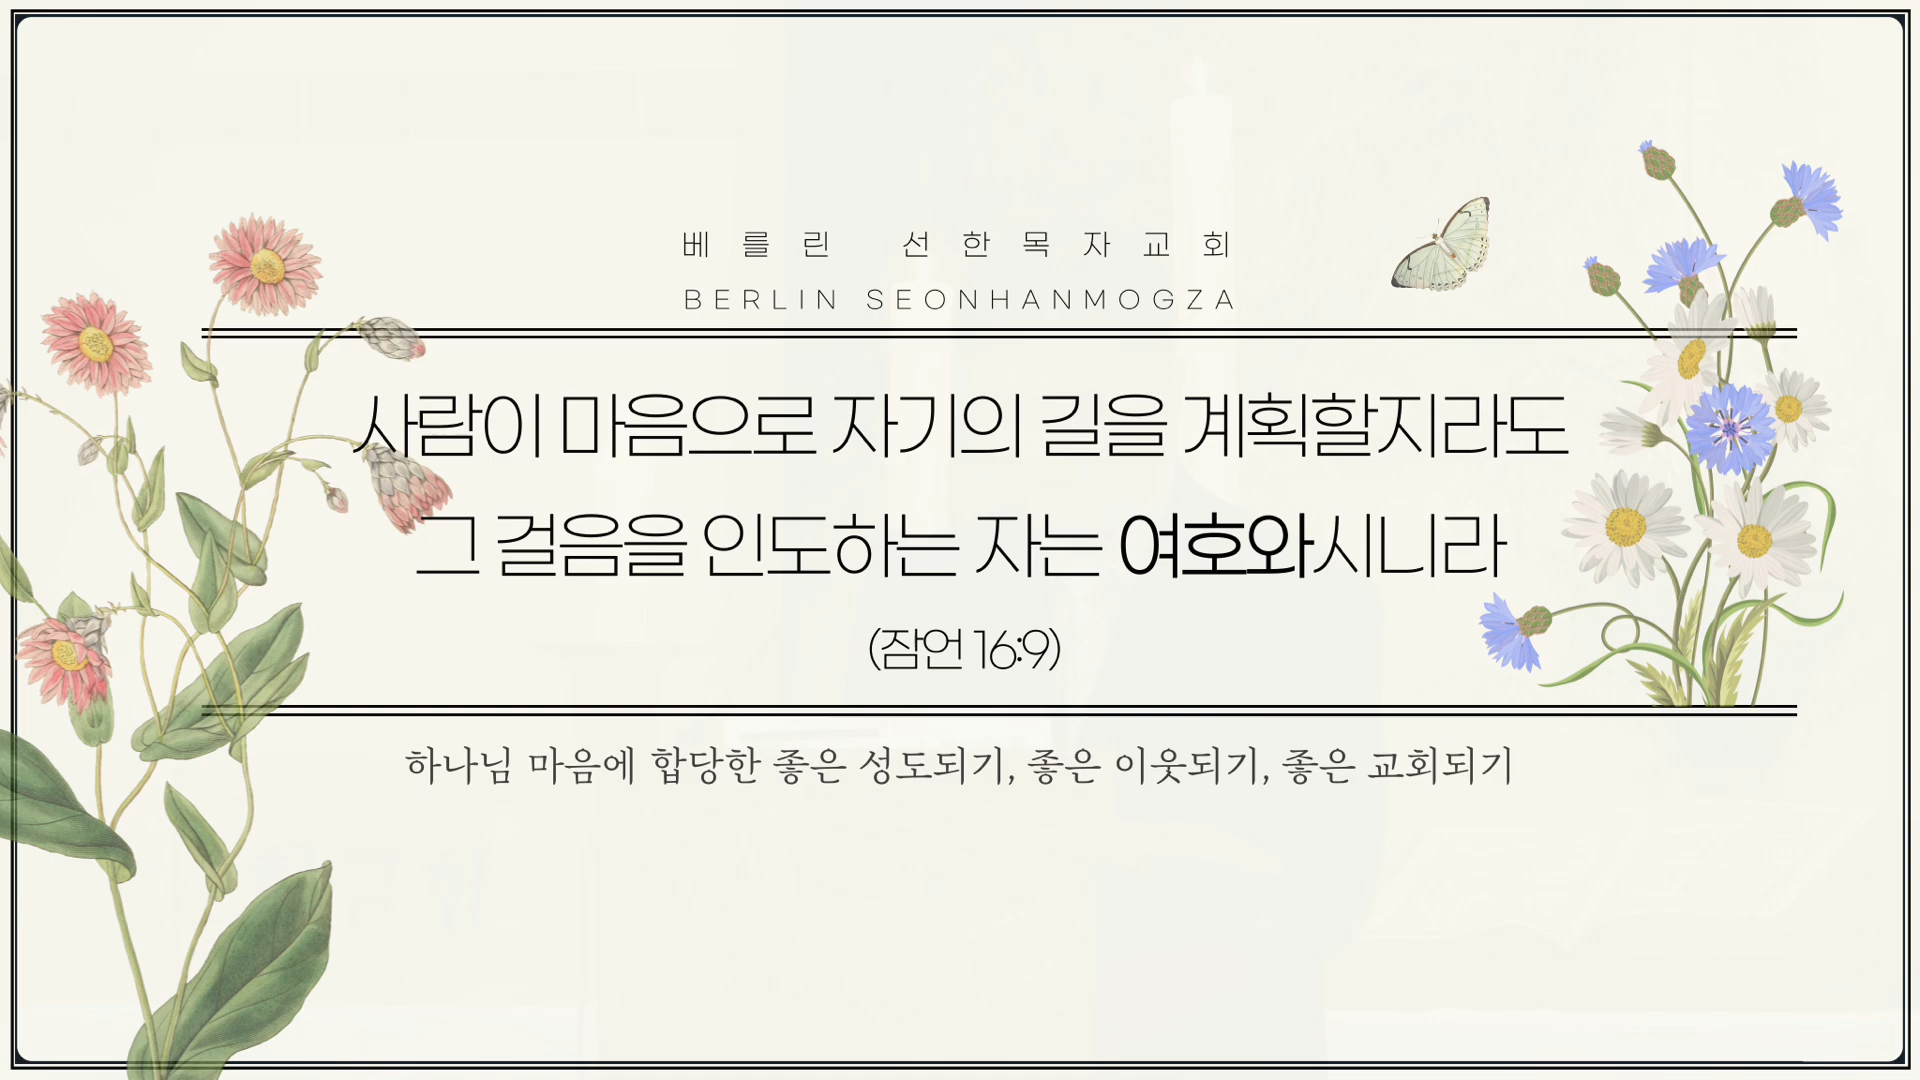 베를린 선한목자교회
BERLIN SEONHANMOGZA
사람이 마음으로 자기의 길을 계획할지라도
그 걸음을 인도하는 자는 여호와시니라
(잠언 16:9)
하나님 마음에 합당한 좋은 성도되기, 좋은 이웃되기, 좋은 교회되기